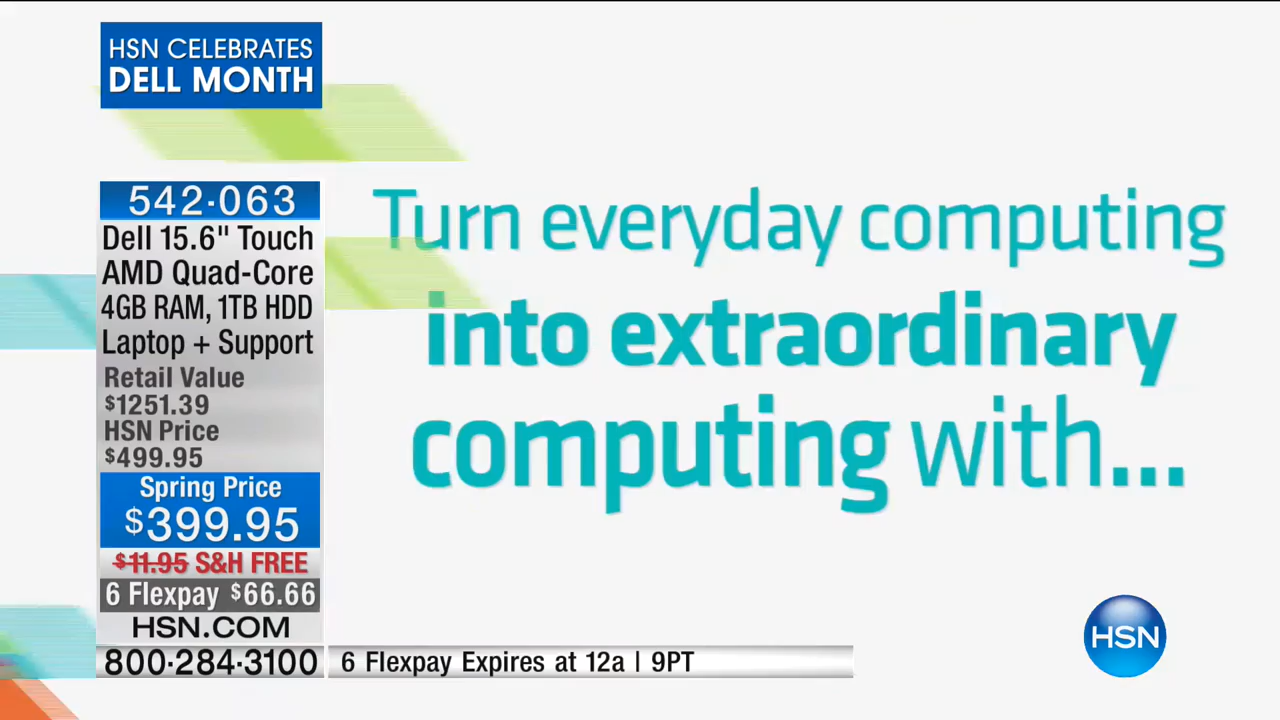 HSN CELEBRATES
DELL MONTH
542·063
Dell 15.6" Touch
AMD Quad-Core
4GB RAM, 1TB HDD
Laptop + Support
Retail Value
$1251.39
HSN Price
$499.95
Spring Price
$399.95
$11.95 S&H FREE
6 Flexpay $66.66
HSN.COM
800·284·3100
6 Flexpay Expires at 12a | 9PT
Turn everyday computing
into extraordinary
computing with...
HSN